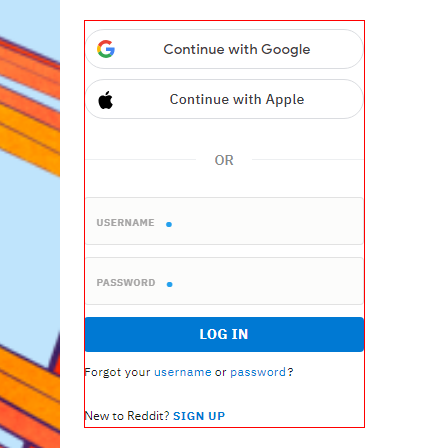 Continue with Google
Continue with Apple
OR
USERNAME
PASSWORD
LOG IN
Forgot your username or password?
New to Reddit? SIGN UP